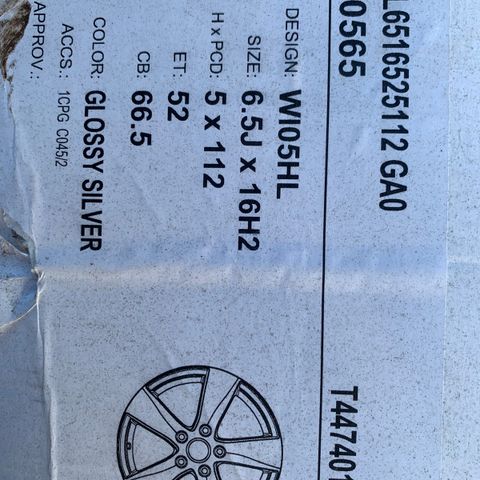 L6516525112 GA0
0565
T447401
DESIGN: WI05HL
SIZE: 6.5J x 16H2
H x PCD: 5 x 112
ET: 52
CB: 66.5
COLOR: GLOSSY SILVER
ACCS.: 1CPG C045/2
APPROV.: